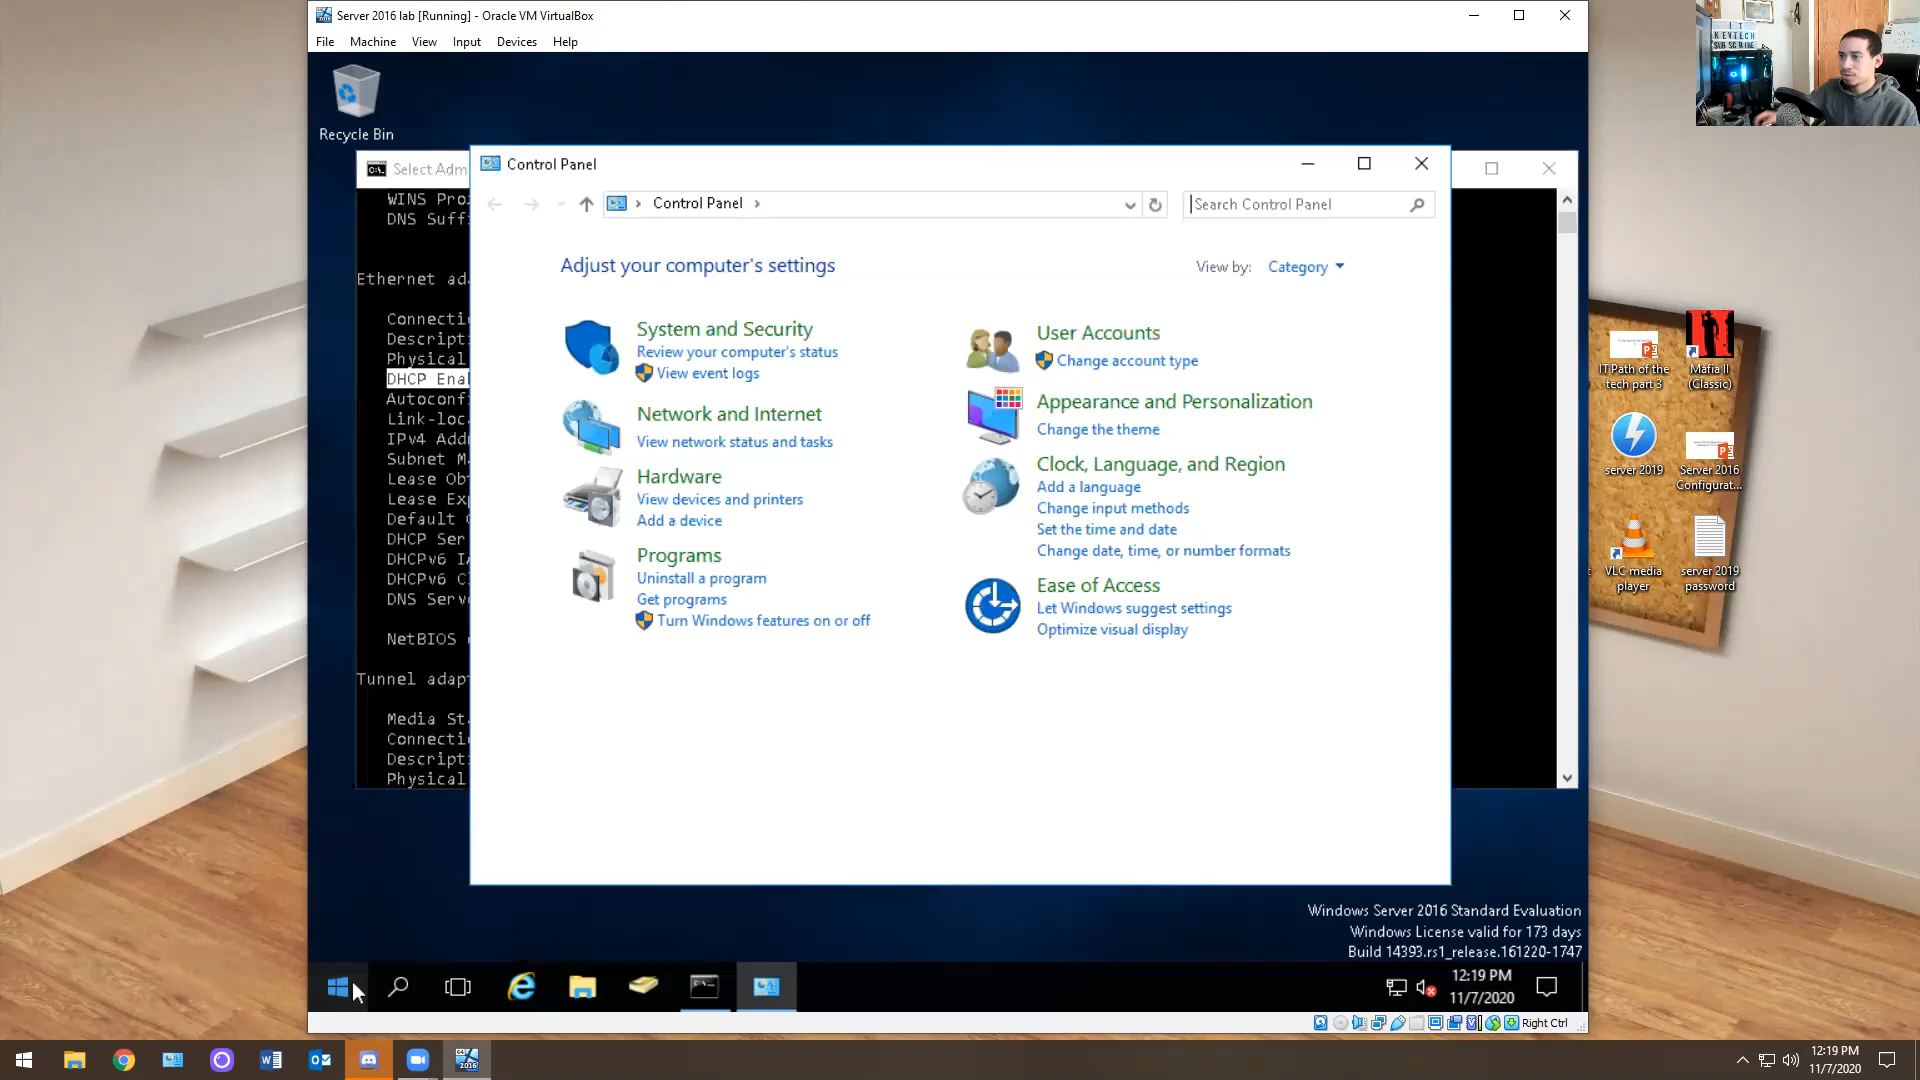 Server 2016 lab [Running] - Oracle VM VirtualBox
File Machine View Input Devices Help
I T
KEVTECH
SUBSCRIBE
Recycle Bin
Select Adm
WINS Pro
DNS Suff
Ethernet ada
Connecti
Descript
Physical
DHCP Enab
Autoconfi
Link-loc
IPv4 Add
Subnet M
Lease Ob
Lease Exp
Default
DHCP Ser
DHCPv6 IA
DHCPv6 C
DNS Serv
NetBIOS
Tunnel adapt
Media St
Connecti
Descript
Physical
Control Panel
Control Panel
Search Control Panel
Adjust your computer's settings
View by: Category
System and Security
Review your computer's status
View event logs
Network and Internet
View network status and tasks
Hardware
View devices and printers
Add a device
Programs
Uninstall a program
Get programs
Turn Windows features on or off
User Accounts
Change account type
Appearance and Personalization
Change the theme
Clock, Language, and Region
Add a language
Change input methods
Set the time and date
Change date, time, or number formats
Ease of Access
Let Windows suggest settings
Optimize visual display
IT Path of the
tech part 3
Mafia II
(Classic)
server 2019
Server 2016
Configurat...
VLC media
player
server 2019
password
Windows Server 2016 Standard Evaluation
Windows License valid for 173 days
Build 14393.rs1_release.161220-1747
12:19 PM
11/7/2020
Right Ctrl
12:19 PM
11/7/2020